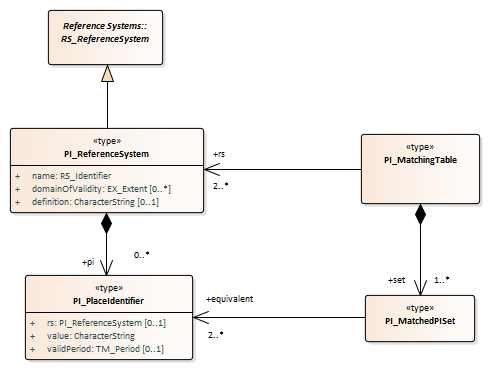 Reference Systems::
RS_ReferenceSystem
«type»
PI_ReferenceSystem
+ name: RS_Identifier
+ domainOfValidity: EX_Extent [0..*]
+ definition: CharacterString [0..1]
+rs
2..*
«type»
PI_MatchingTable
+pi
0..*
+set
1..*
«type»
PI_PlaceIdentifier
+ rs: PI_ReferenceSystem [0..1]
+ value: CharacterString
+ validPeriod: TM_Period [0..1]
+equivalent
2..*
«type»
PI_MatchedPISet